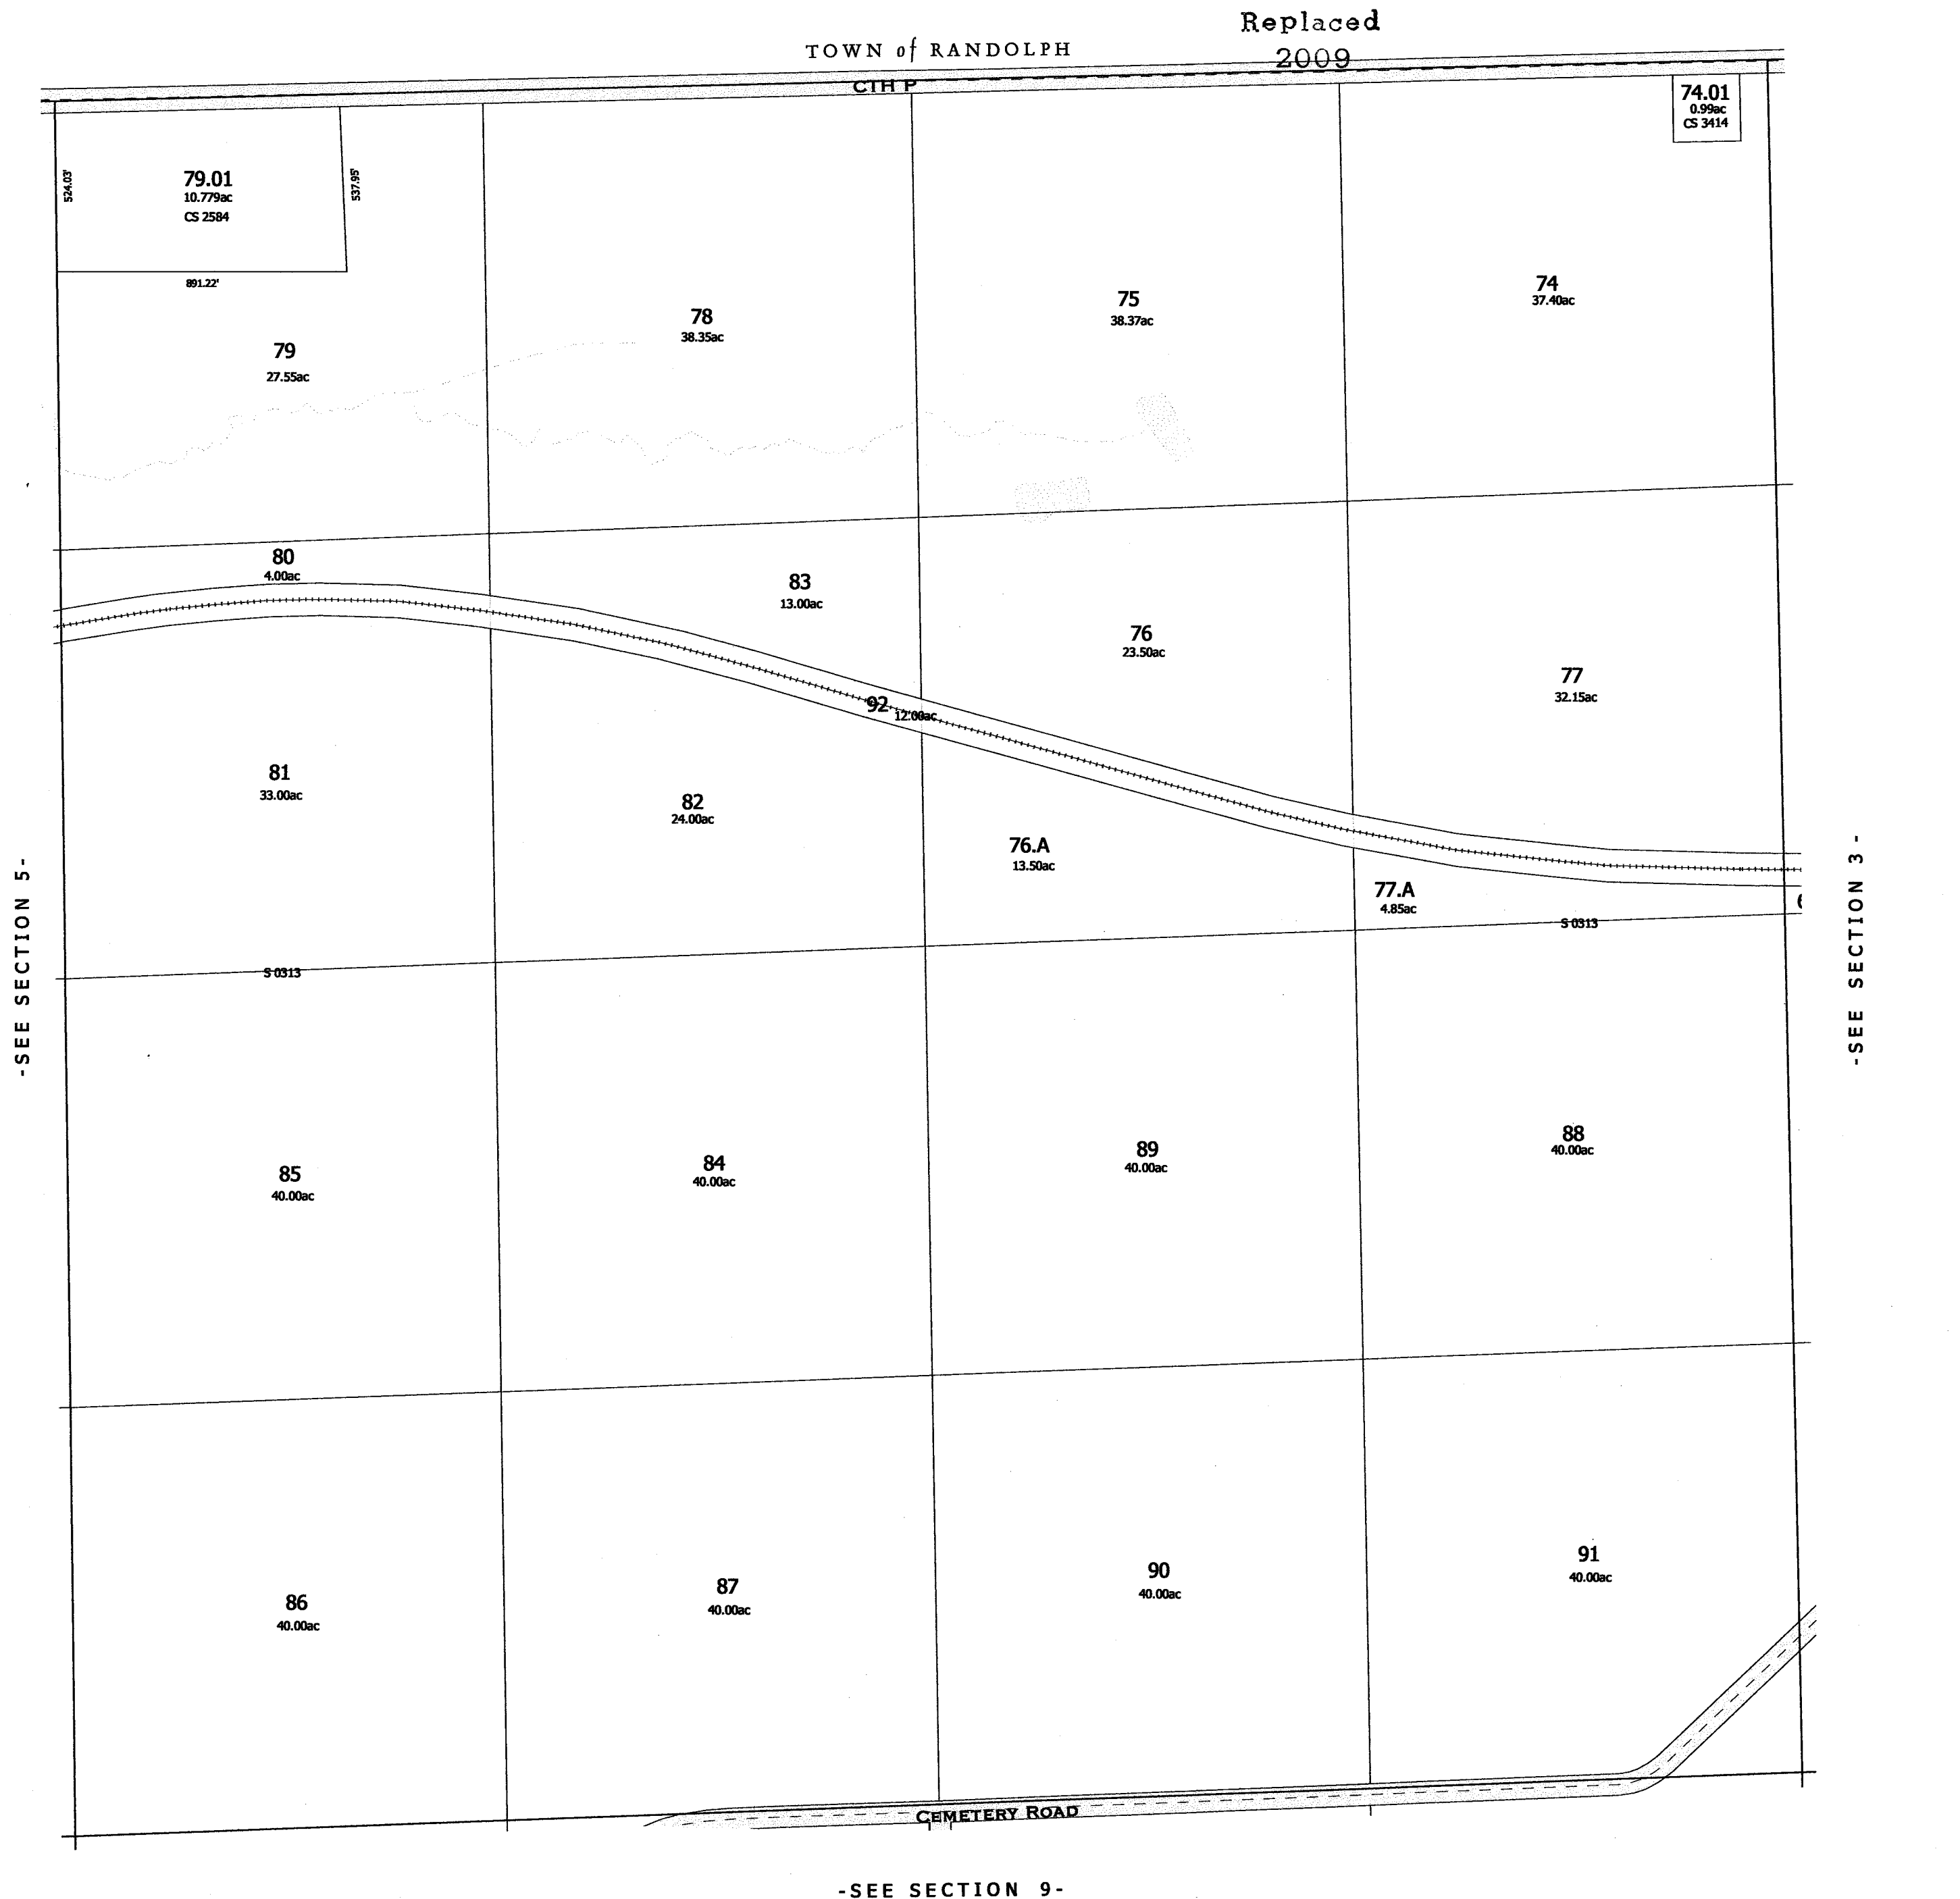 Replaced
2009
TOWN of RANDOLPH
CTH P
74.01
0.99ac
CS 3414
524.03'
79.01
10.779ac
CS 2584
537.95'
891.22'
79
27.55ac
78
38.35ac
75
38.37ac
74
37.40ac
80
4.00ac
83
13.00ac
76
23.50ac
77
32.15ac
92
12.00ac
81
33.00ac
82
24.00ac
76.A
13.50ac
77.A
4.85ac
S 0313
S 0313
-SEE SECTION 5-
-SEE SECTION 3-
85
40.00ac
84
40.00ac
89
40.00ac
88
40.00ac
86
40.00ac
87
40.00ac
90
40.00ac
91
40.00ac
CEMETERY ROAD
-SEE SECTION 9-